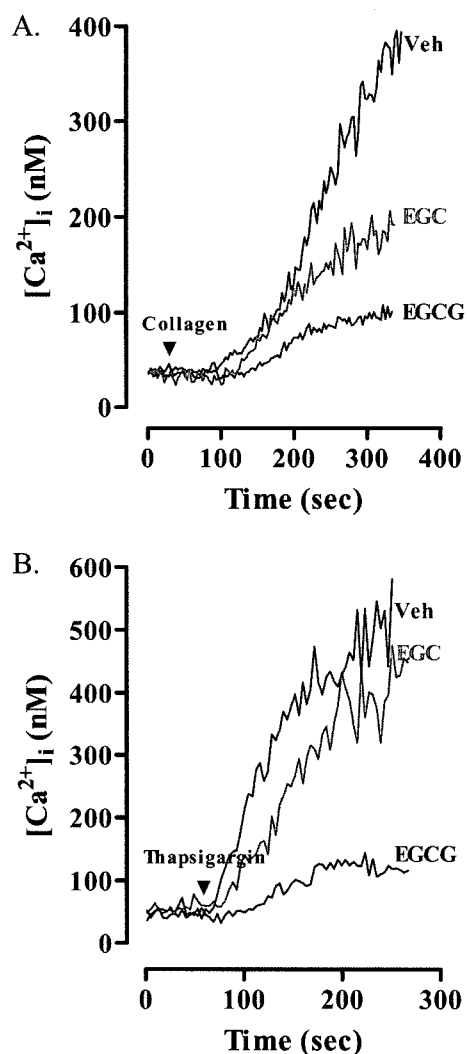 A.
400
Veh
300
[Ca²⁺]ᵢ (nM)
200
EGC
100
Collagen
EGCG
0
0 100 200 300 400
Time (sec)
B.
600
Veh
500
EGC
400
[Ca²⁺]ᵢ (nM)
300
200
Thapsigargin
EGCG
100
0
0 100 200 300
Time (sec)